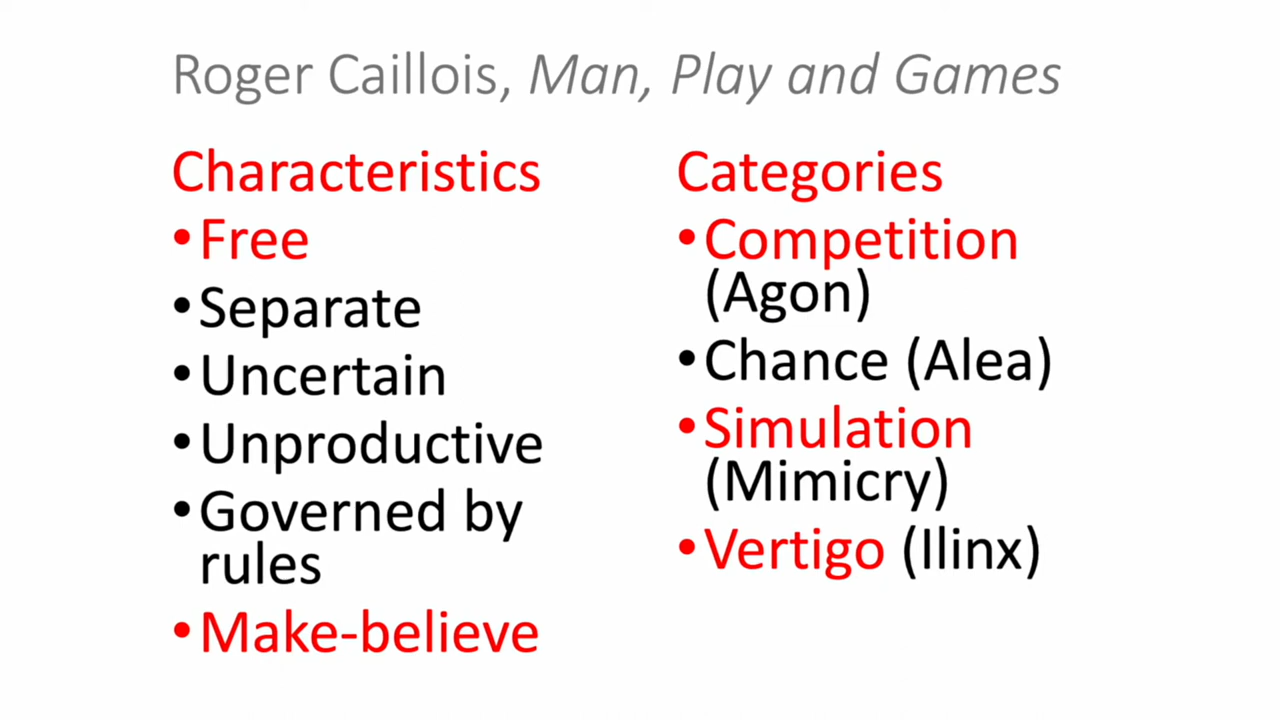 Roger Caillois, Man, Play and Games
Characteristics
•Free
•Separate
•Uncertain
•Unproductive
•Governed by
rules
•Make-believe
Categories
•Competition
(Agon)
•Chance (Alea)
•Simulation
(Mimicry)
•Vertigo (Ilinx)